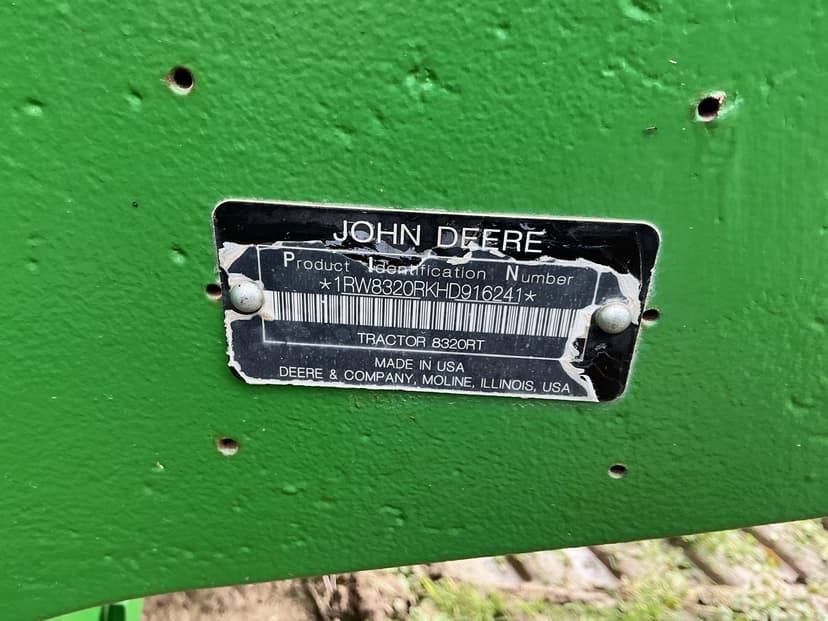 JOHN DEERE
Product Identification Number
*1RW8320RKHD916241*
TRACTOR 8320RT
MADE IN USA
DEERE & COMPANY, MOLINE, ILLINOIS, USA